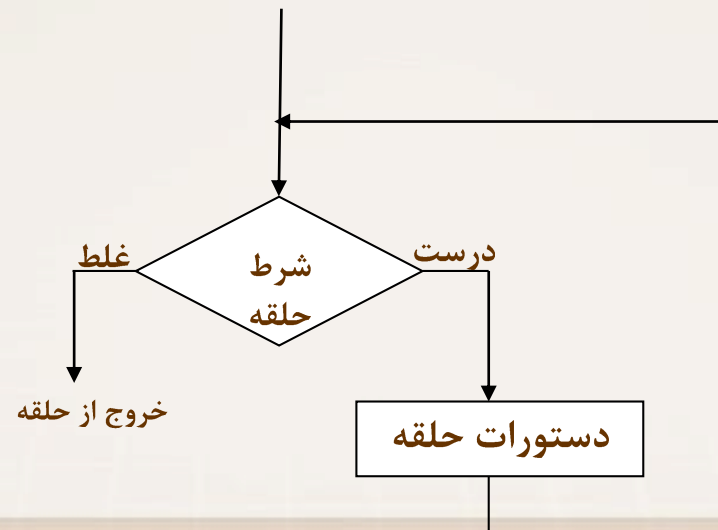 درست
غلط
شرط
حلقه
خروج از حلقه
دستورات حلقه